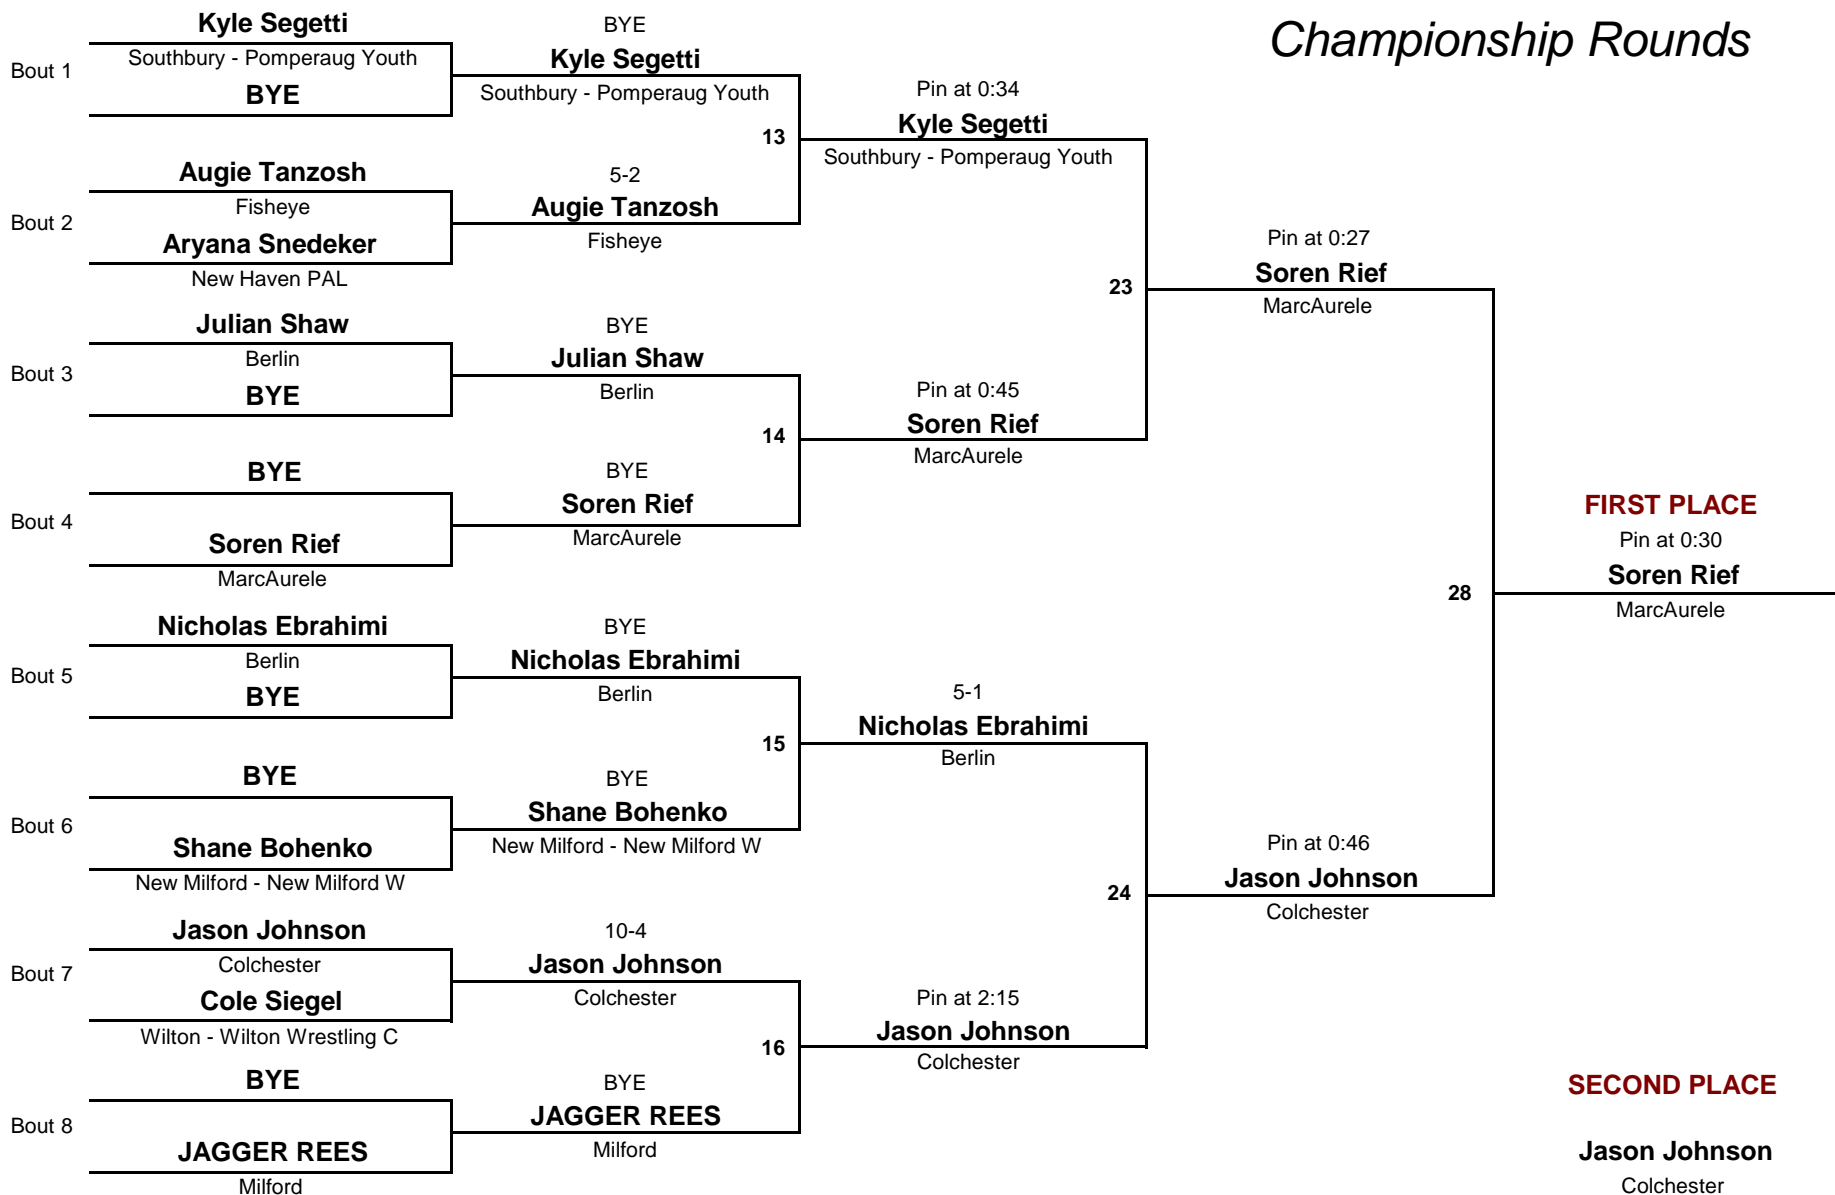 Championship Rounds
Bout 1
Kyle Segetti
Southbury - Pomperaug Youth
BYE
Bout 2
Augie Tanzosh
Fisheye
Aryana Snedeker
New Haven PAL
Bout 3
Julian Shaw
Berlin
BYE
Bout 4
BYE
Soren Rief
MarcAurele
Bout 5
Nicholas Ebrahimi
Berlin
BYE
Bout 6
BYE
Shane Bohenko
New Milford - New Milford W
Bout 7
Jason Johnson
Colchester
Cole Siegel
Wilton - Wilton Wrestling C
Bout 8
BYE
JAGGER REES
Milford
BYE
Kyle Segetti
Southbury - Pomperaug Youth
13
5-2
Augie Tanzosh
Fisheye
BYE
Julian Shaw
Berlin
14
BYE
Soren Rief
MarcAurele
BYE
Nicholas Ebrahimi
Berlin
15
BYE
Shane Bohenko
New Milford - New Milford W
10-4
Jason Johnson
Colchester
16
BYE
JAGGER REES
Milford
Pin at 0:34
Kyle Segetti
Southbury - Pomperaug Youth
23
Pin at 0:45
Soren Rief
MarcAurele
5-1
Nicholas Ebrahimi
Berlin
24
Pin at 2:15
Jason Johnson
Colchester
Pin at 0:27
Soren Rief
MarcAurele
28
Pin at 0:46
Jason Johnson
Colchester
FIRST PLACE
Pin at 0:30
Soren Rief
MarcAurele
SECOND PLACE
Jason Johnson
Colchester